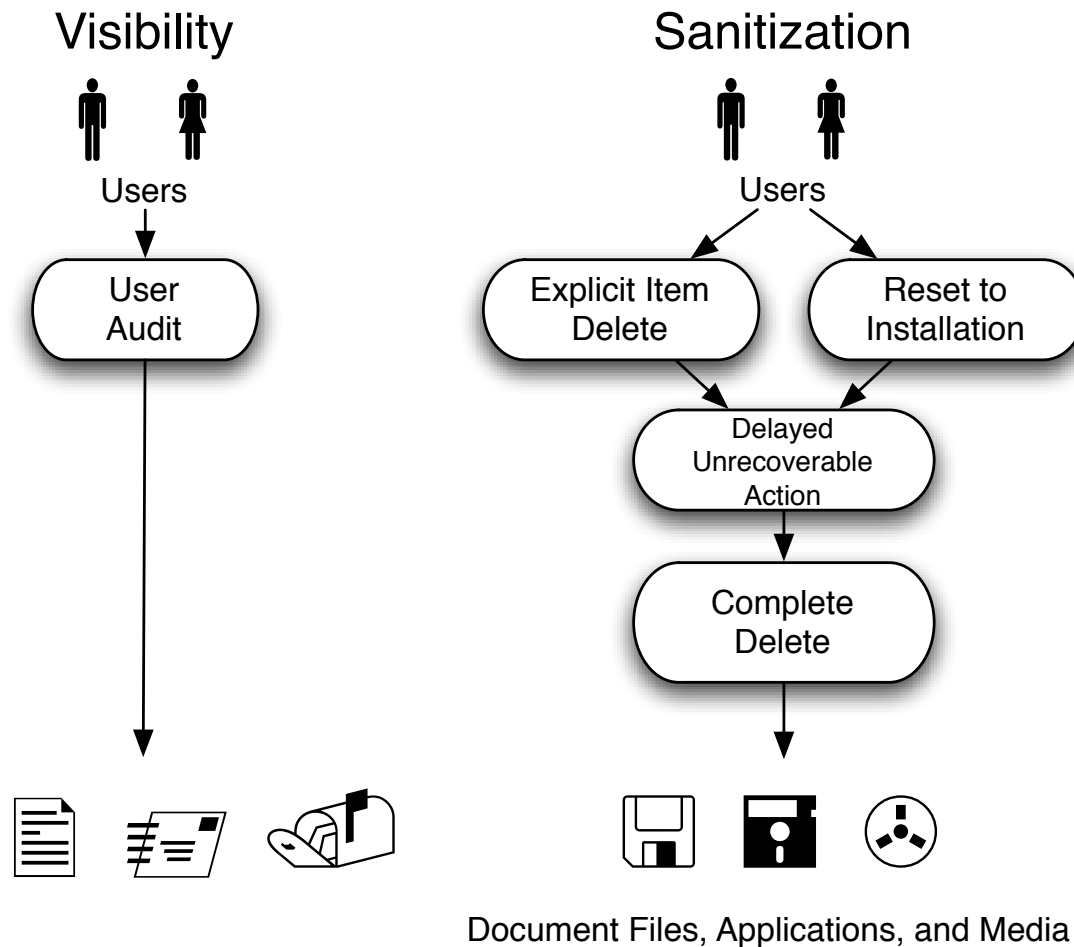 Visibility
Users
User
Audit
Sanitization
Users
Explicit Item
Delete
Reset to
Installation
Delayed
Unrecoverable
Action
Complete
Delete
Document Files, Applications, and Media